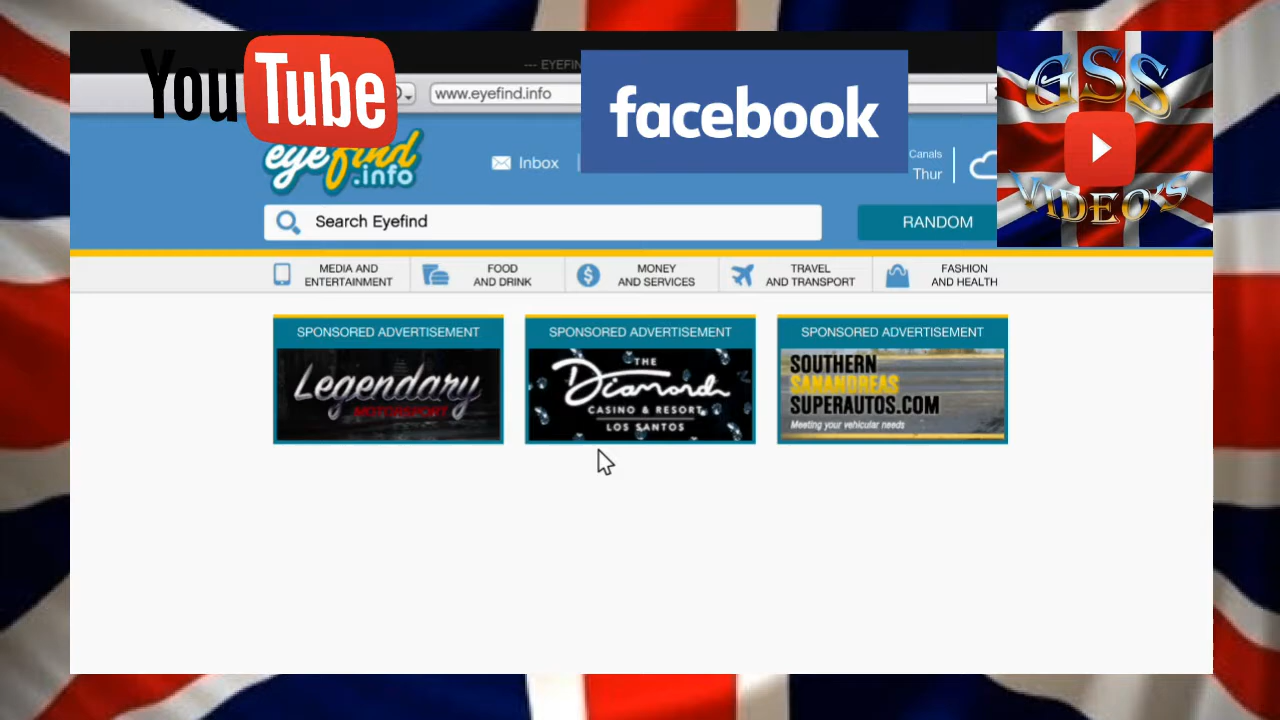 YouTube
facebook
GSS
VIDEO'S
--- EYEFIN
www.eyefind.info
eyefind
.info
Inbox
Canals
Thur
Search Eyefind
RANDOM
MEDIA AND
ENTERTAINMENT
FOOD
AND DRINK
MONEY
AND SERVICES
TRAVEL
AND TRANSPORT
FASHION
AND HEALTH
SPONSORED ADVERTISEMENT
Legendary
MOTORSPORT
SPONSORED ADVERTISEMENT
THE
Diamond
CASINO & RESORT
LOS SANTOS
SPONSORED ADVERTISEMENT
SOUTHERN
SANANDREAS
SUPERAUTOS.COM
Meeting your vehicular needs